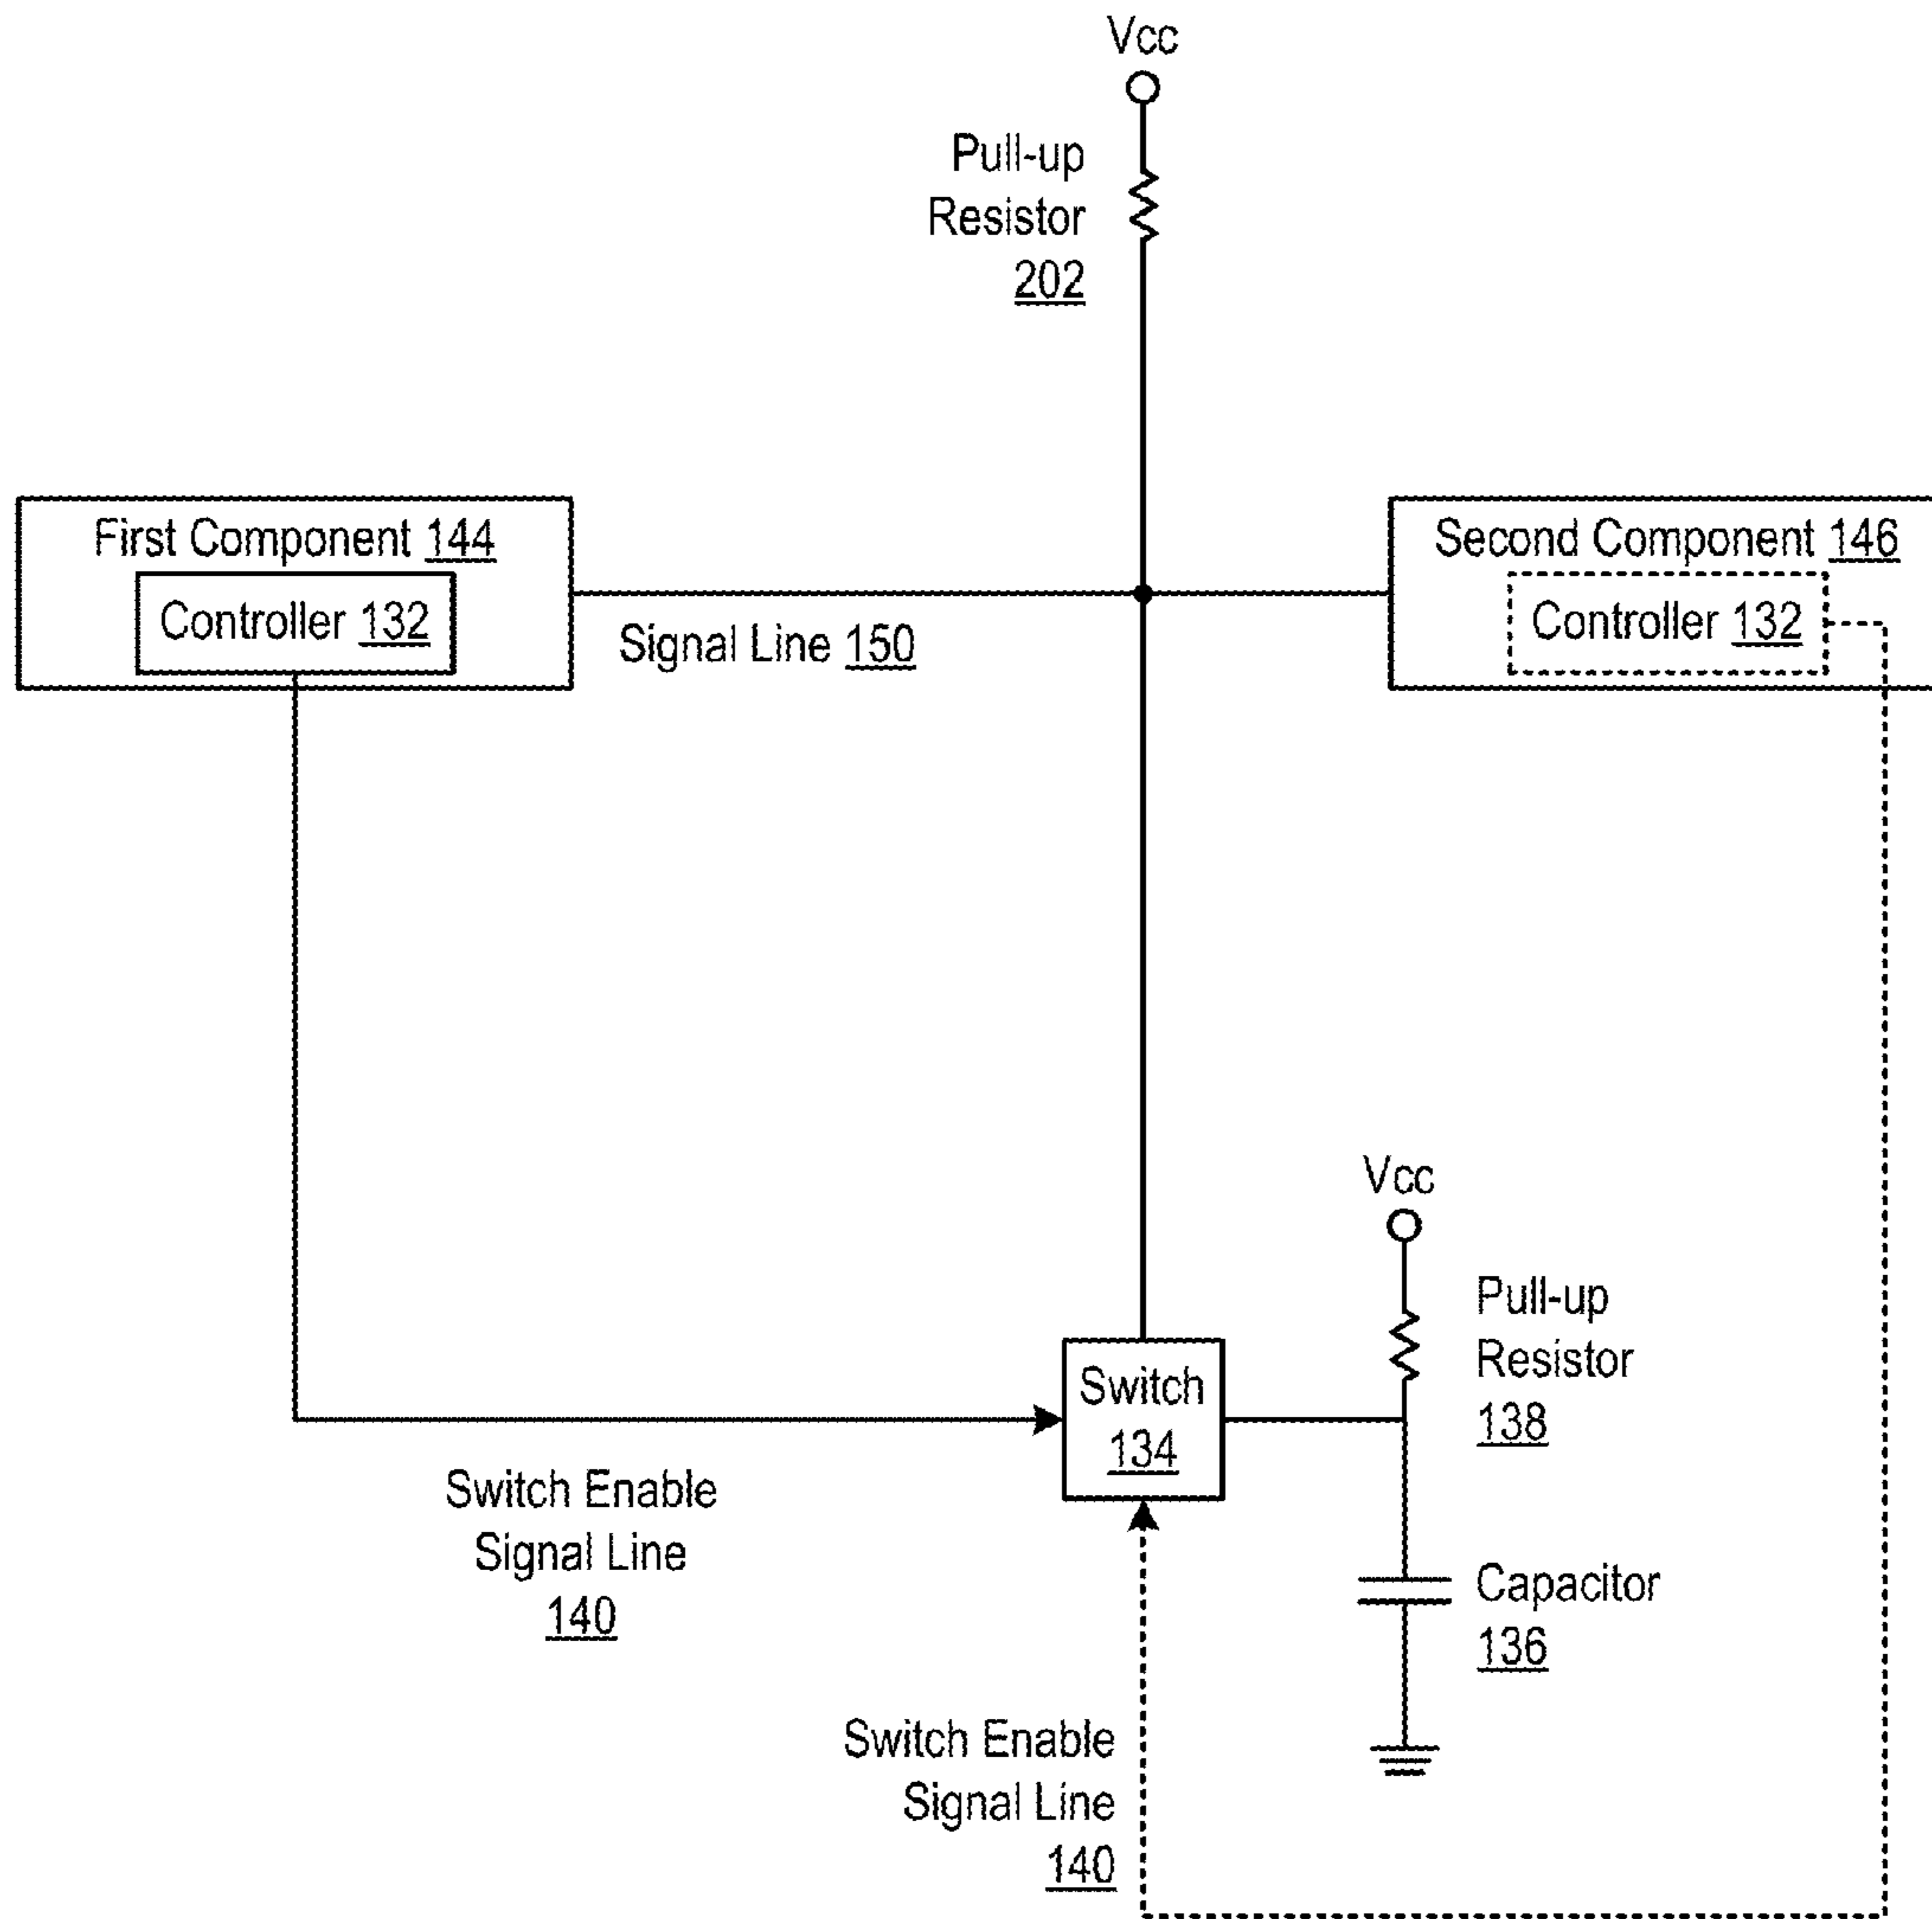 Vcc
Pull-up
Resistor
202
First Component 144
Controller 132
Signal Line 150
Second Component 146
Controller 132
Vcc
Pull-up
Resistor
138
Switch
134
Switch Enable
Signal Line
140
Capacitor
136
Switch Enable
Signal Line
140